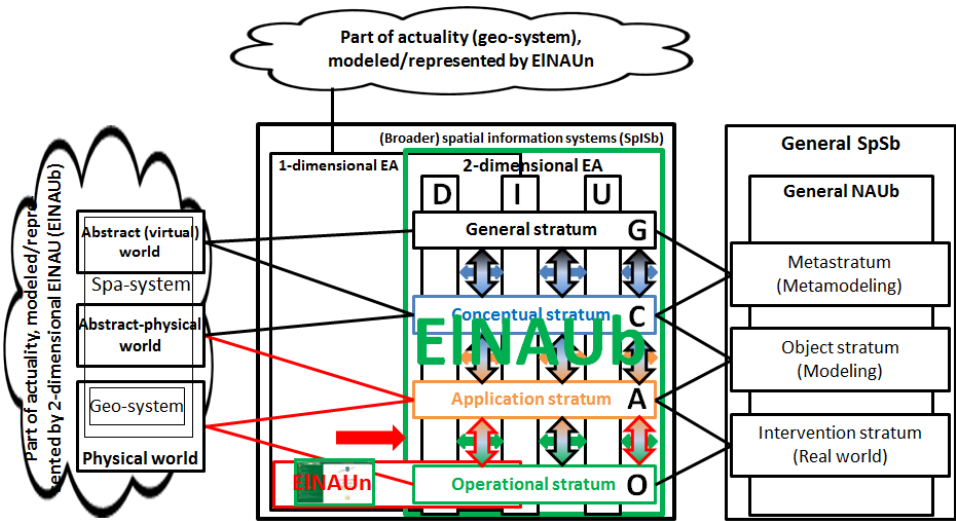 Part of actuality (geo-system),
modeled/represented by ElNAUn
(Broader) spatial information systems (SpISb)
1-dimensional EA
2-dimensional EA
D I U
General stratum G
Conceptual stratum C
ElNAUb
Application stratum A
Operational stratum O
ElNAUn
Part of actuality, modeled/repre
sented by 2-dimensional ElNAU (ElNAUb)
Abstract (virtual)
world
Spa-system
Abstract-physical
world
Geo-system
Physical world
General SpSb
General NAUb
Metastratum
(Metamodeling)
Object stratum
(Modeling)
Intervention stratum
(Real world)